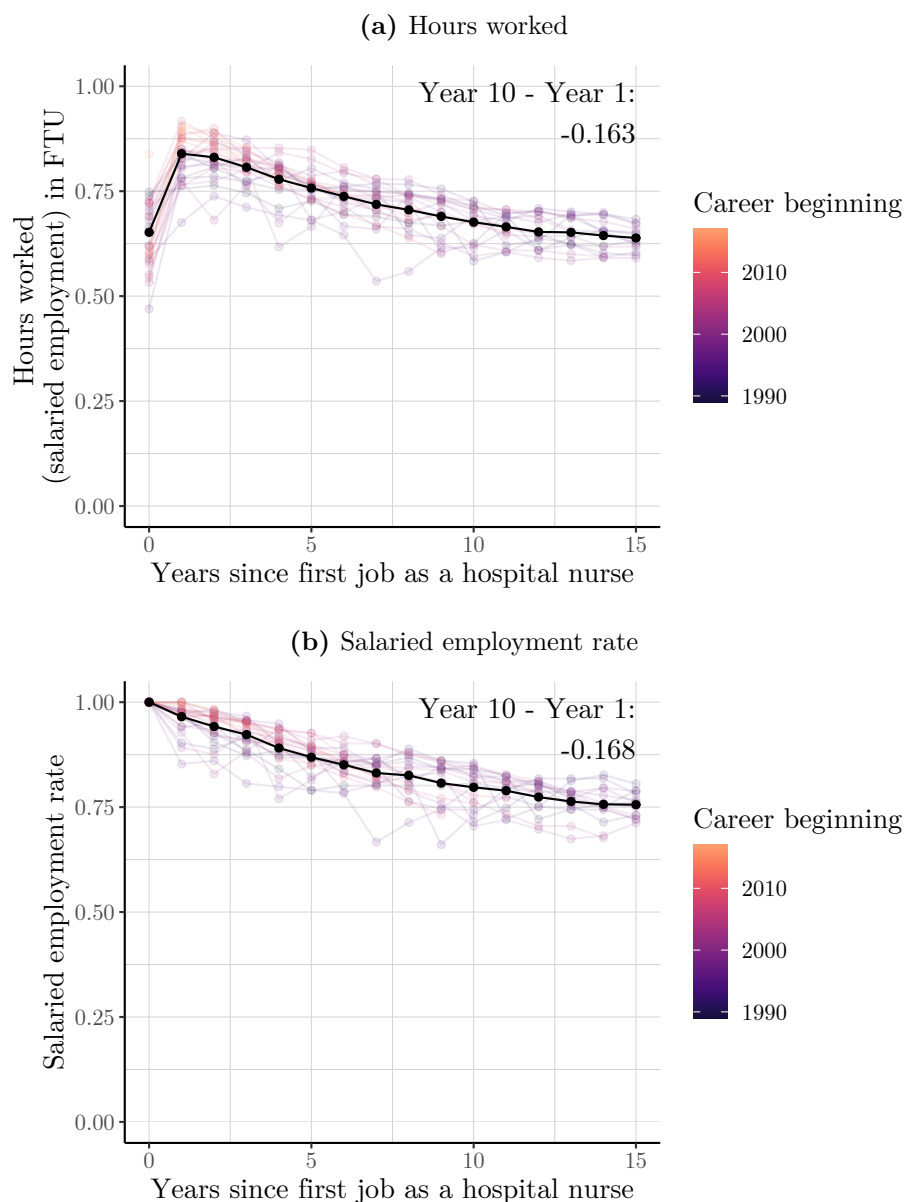 (a) Hours worked
1.00
0.75
0.50
0.25
0.00
Hours worked
(salaried employment) in FTU
Year 10 - Year 1:
-0.163
0 5 10 15
Years since first job as a hospital nurse
Career beginning
2010
2000
1990
(b) Salaried employment rate
1.00
0.75
0.50
0.25
0.00
Salaried employment rate
Year 10 - Year 1:
-0.168
0 5 10 15
Years since first job as a hospital nurse
Career beginning
2010
2000
1990